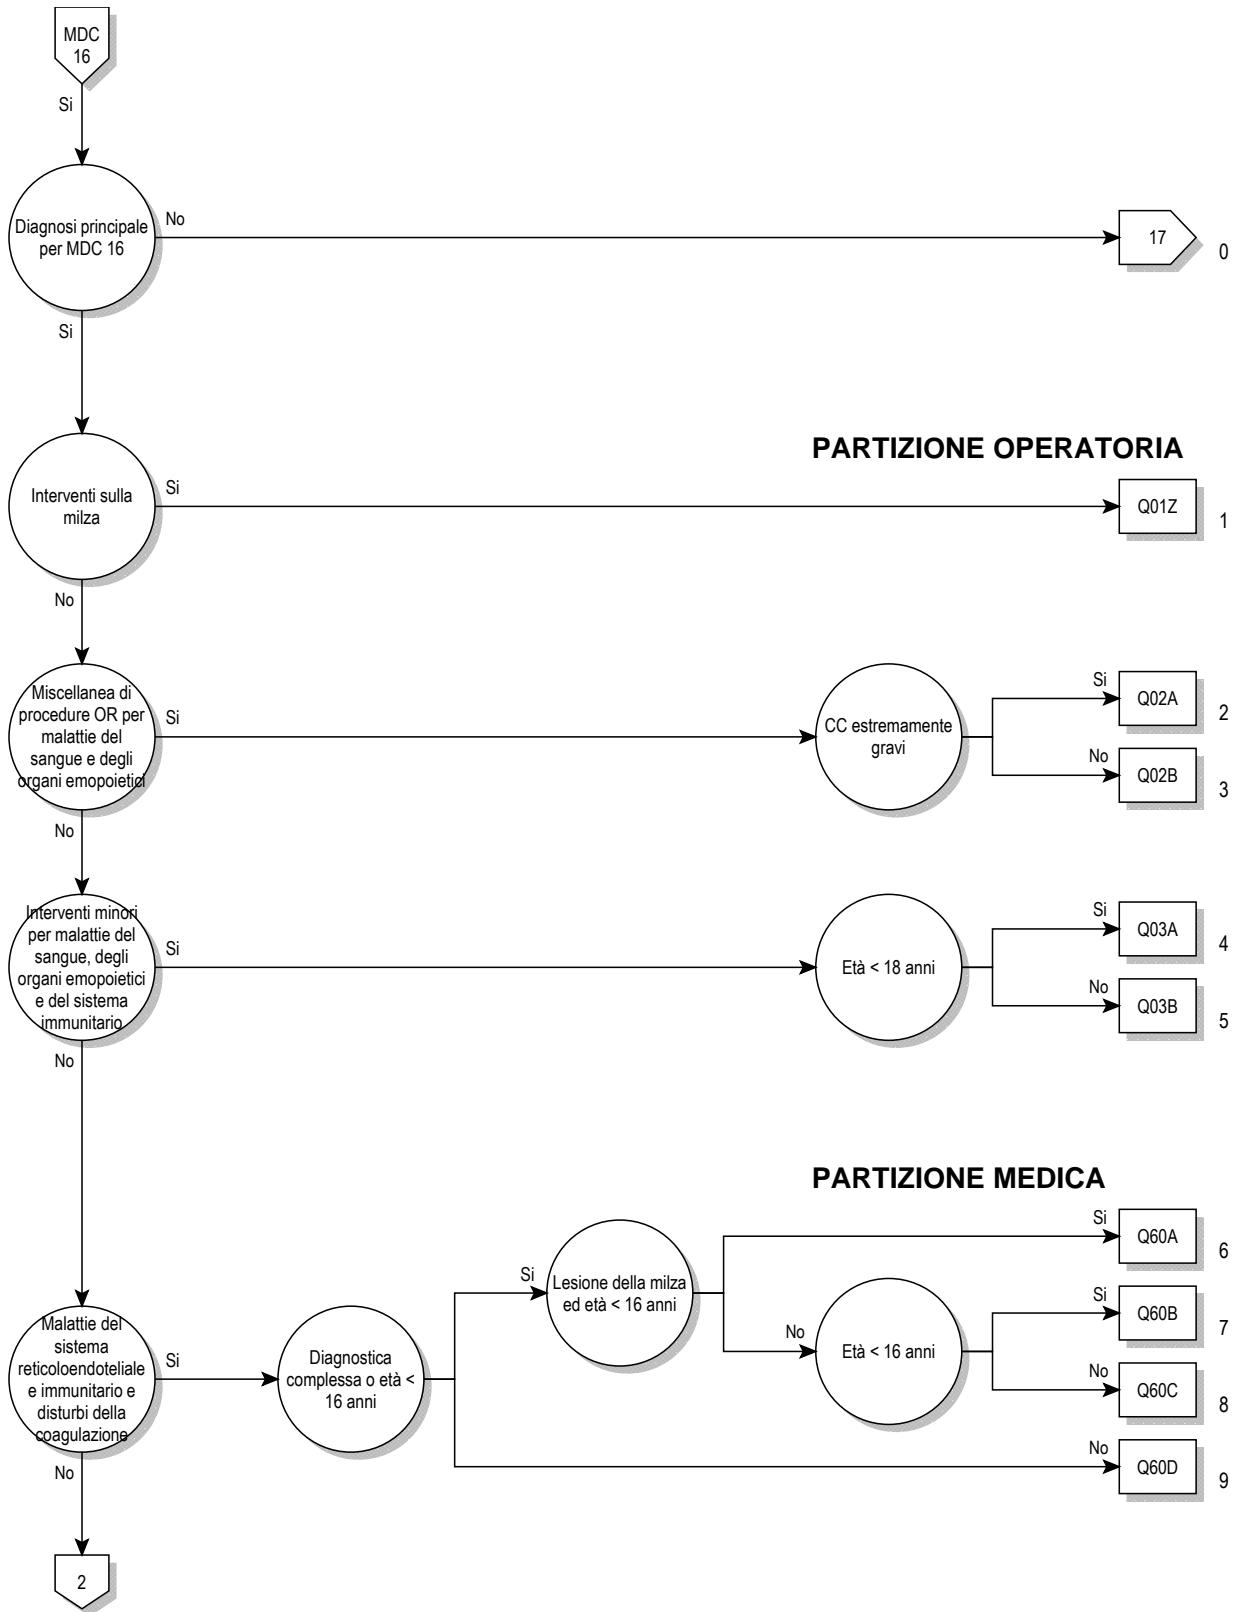 MDC
16
Si
Diagnosi principale
per MDC 16
No
17
0
Si
PARTIZIONE OPERATORIA
Interventi sulla
milza
Si
Q01Z
1
No
Miscellanea di
procedure OR per
malattie del
sangue e degli
organi emopoietici
Si
CC estremamente
gravi
Si
Q02A
2
No
Q02B
3
No
Interventi minori
per malattie del
sangue, degli
organi emopoietici
e del sistema
immunitario
Si
Età < 18 anni
Si
Q03A
4
No
Q03B
5
No
PARTIZIONE MEDICA
Malattie del
sistema
reticoloendoteliale
e immunitario e
disturbi della
coagulazione
Si
Diagnostica
complessa o età <
16 anni
Si
Lesione della milza
ed età < 16 anni
Si
Q60A
6
No
Età < 16 anni
Si
Q60B
7
No
Q60C
8
No
Q60D
9
No
2